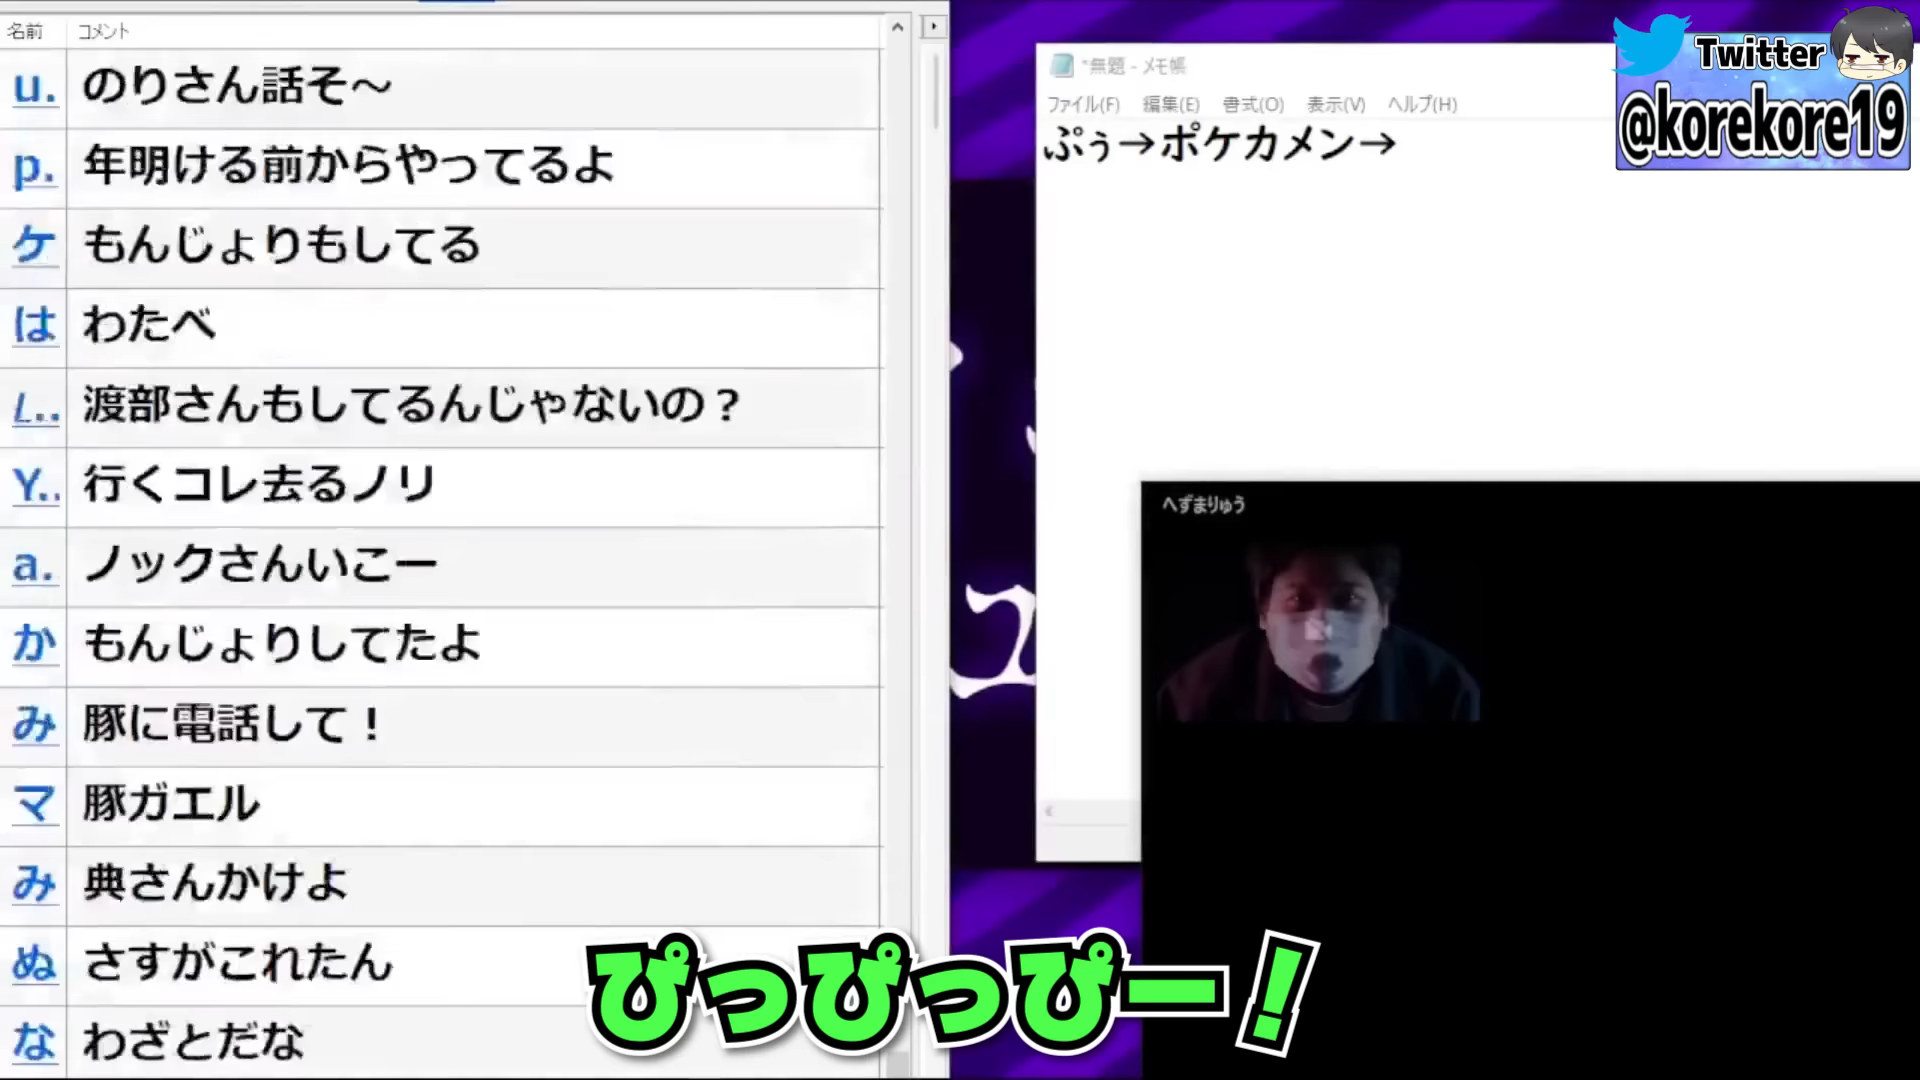 名前 コメント
u. のりさん話そ～
p. 年明ける前からやってるよ
ケ もんじょりもしてる
は わたべ
L.. 渡部さんもしてるんじゃないの？
Y.. 行くコレ去るノリ
a. ノックさんいこー
か もんじょりしてたよ
み 豚に電話して！
マ 豚ガエル
み 典さんかけよ
ぬ さすがこれたん
な わざとだな
*無題 - メモ帳
ファイル(F) 編集(E) 書式(O) 表示(V) ヘルプ(H)
ぷぅ→ポケカメン→
Twitter
@korekore19
へずまりゅう
ユ
ぴっぴっぴー！